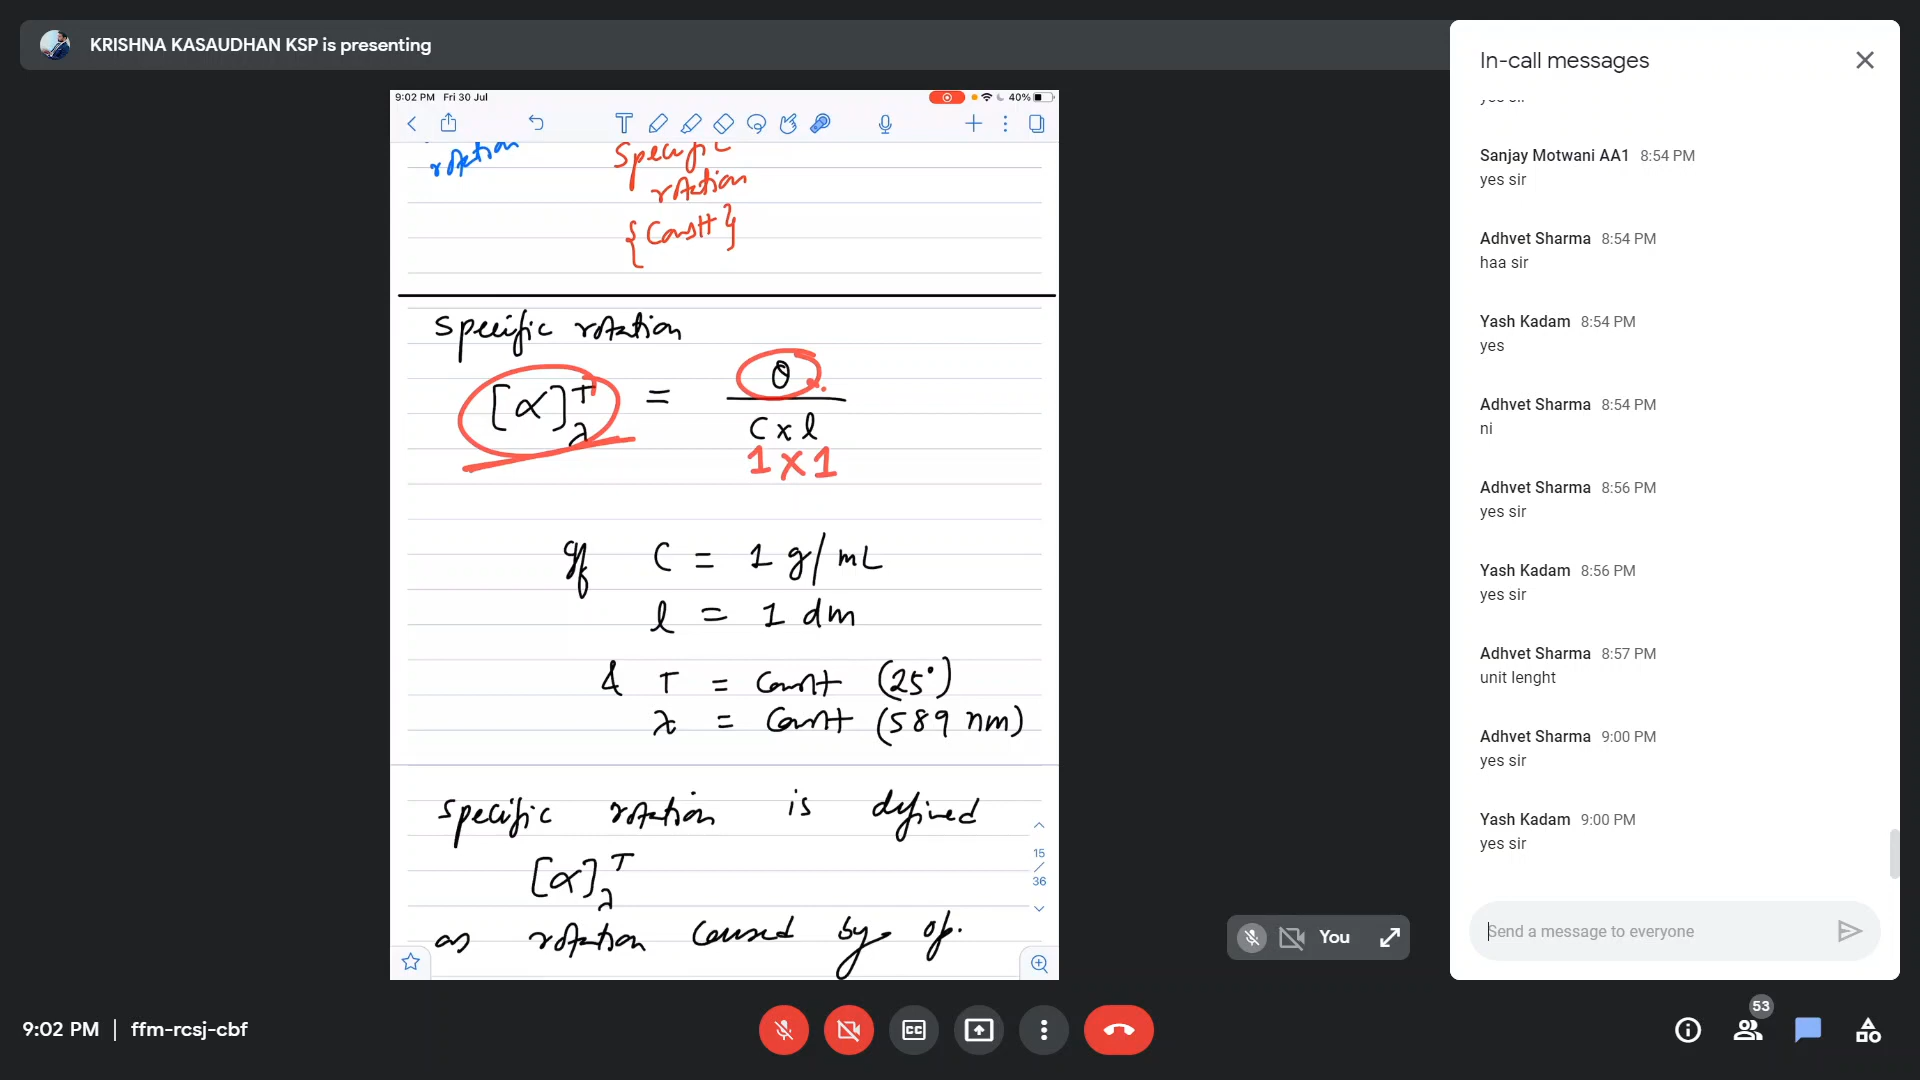 KRISHNA KASAUDHAN KSP is presenting
9:02 PM Fri 30 Jul
40%
T
rotation
Specific
rotation
{Constt}
Specific rotation
[α]Tλ = θ
C x l
1 x 1
If C = 1 g/mL
l = 1 dm
& T = Const (25°)
λ = Const (589 nm)
Specific rotation is defined
[α]Tλ
as rotation caused by op.
15
/
36
You
In-call messages
yes sir
Sanjay Motwani AA1 8:54 PM
yes sir
Adhvet Sharma 8:54 PM
haa sir
Yash Kadam 8:54 PM
yes
Adhvet Sharma 8:54 PM
ni
Adhvet Sharma 8:56 PM
yes sir
Yash Kadam 8:56 PM
yes sir
Adhvet Sharma 8:57 PM
unit lenght
Adhvet Sharma 9:00 PM
yes sir
Yash Kadam 9:00 PM
yes sir
Send a message to everyone
9:02 PM | ffm-rcsj-cbf
CC
53